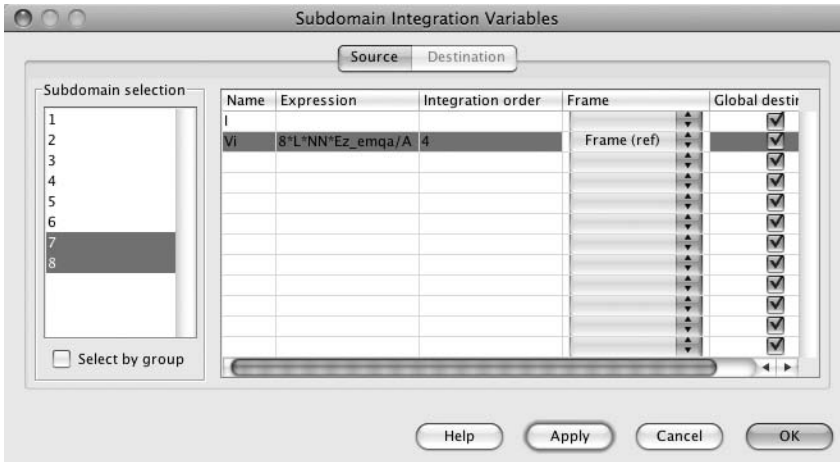 Subdomain Integration Variables
Source Destination
Subdomain selection
1
2
3
4
5
6
7
8
Select by group
Name Expression Integration order Frame Global destir
I
Vi 8*L*NN*Ez_emqa/A 4 Frame (ref)
Help Apply Cancel OK